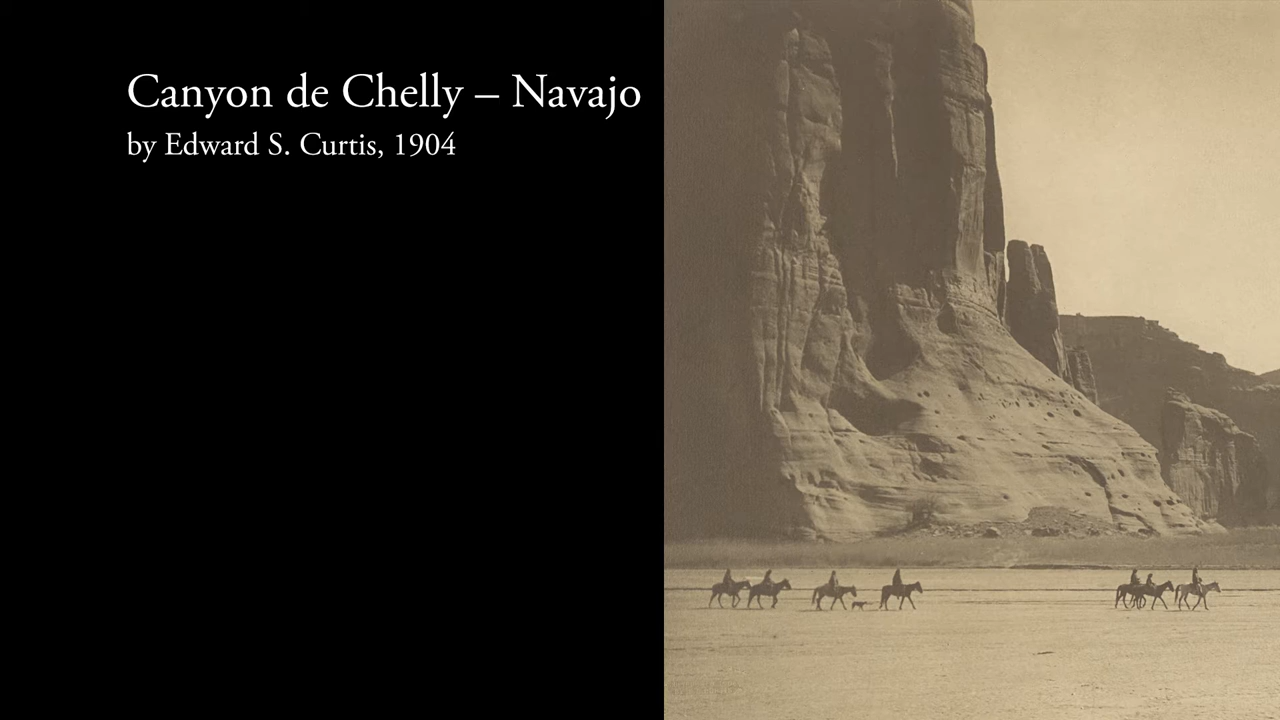 Canyon de Chelly – Navajo
by Edward S. Curtis, 1904